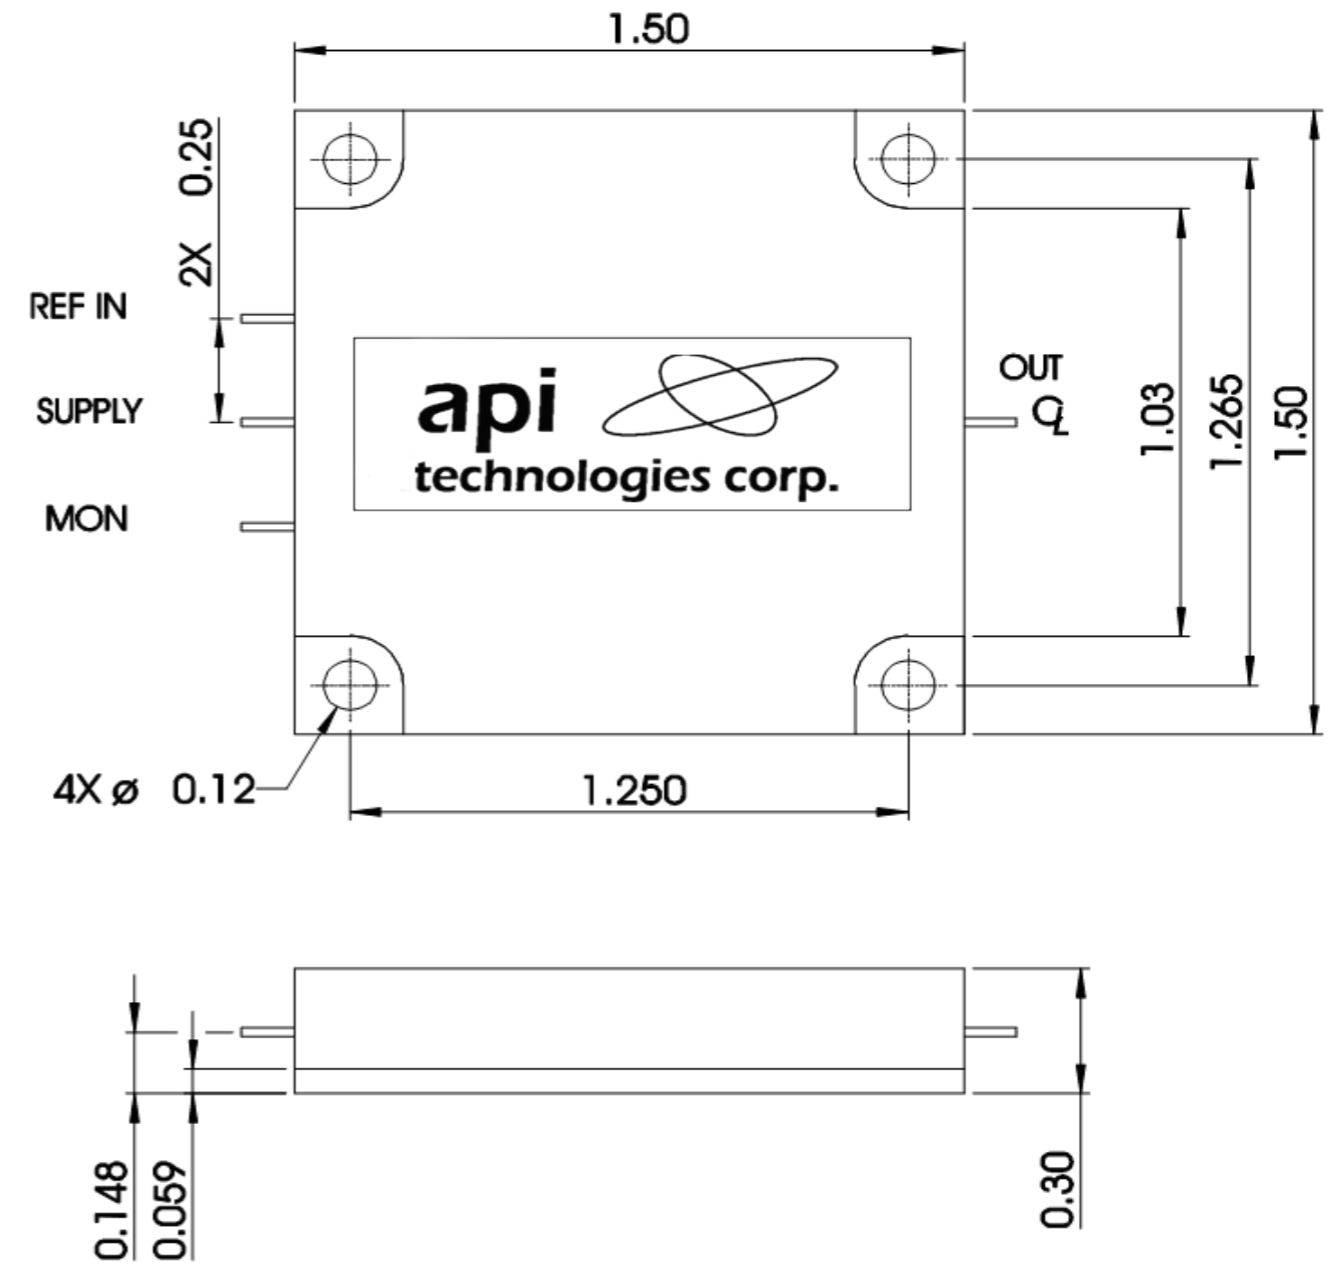 1.50
2X 0.25
REF IN
SUPPLY
MON
api
technologies corp.
OUT
CL
1.03
1.265
1.50
4X ø 0.12
1.250
0.148
0.059
0.30